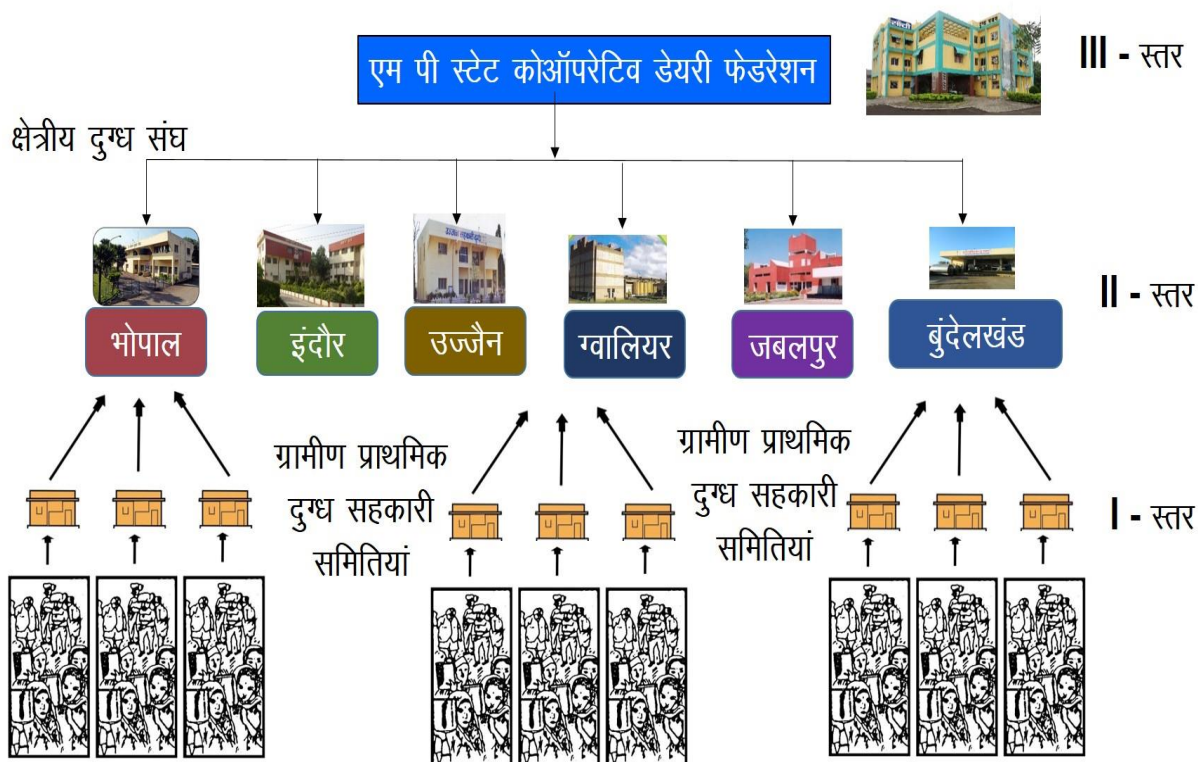 एम पी स्टेट कोऑपरेटिव डेयरी फेडरेशन
III - स्तर
क्षेत्रीय दुग्ध संघ
II - स्तर
भोपाल
इंदौर
उज्जैन
ग्वालियर
जबलपुर
बुंदेलखंड
ग्रामीण प्राथमिक
दुग्ध सहकारी
समितियां
ग्रामीण प्राथमिक
दुग्ध सहकारी
समितियां
I - स्तर